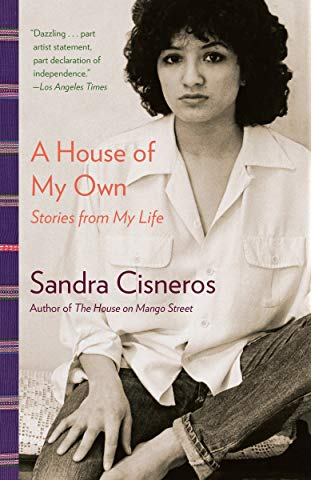 “Dazzling . . . part
artist statement,
part declaration of
independence.”
—Los Angeles Times
A House of
My Own
Stories from My Life
Sandra Cisneros
Author of The House on Mango Street